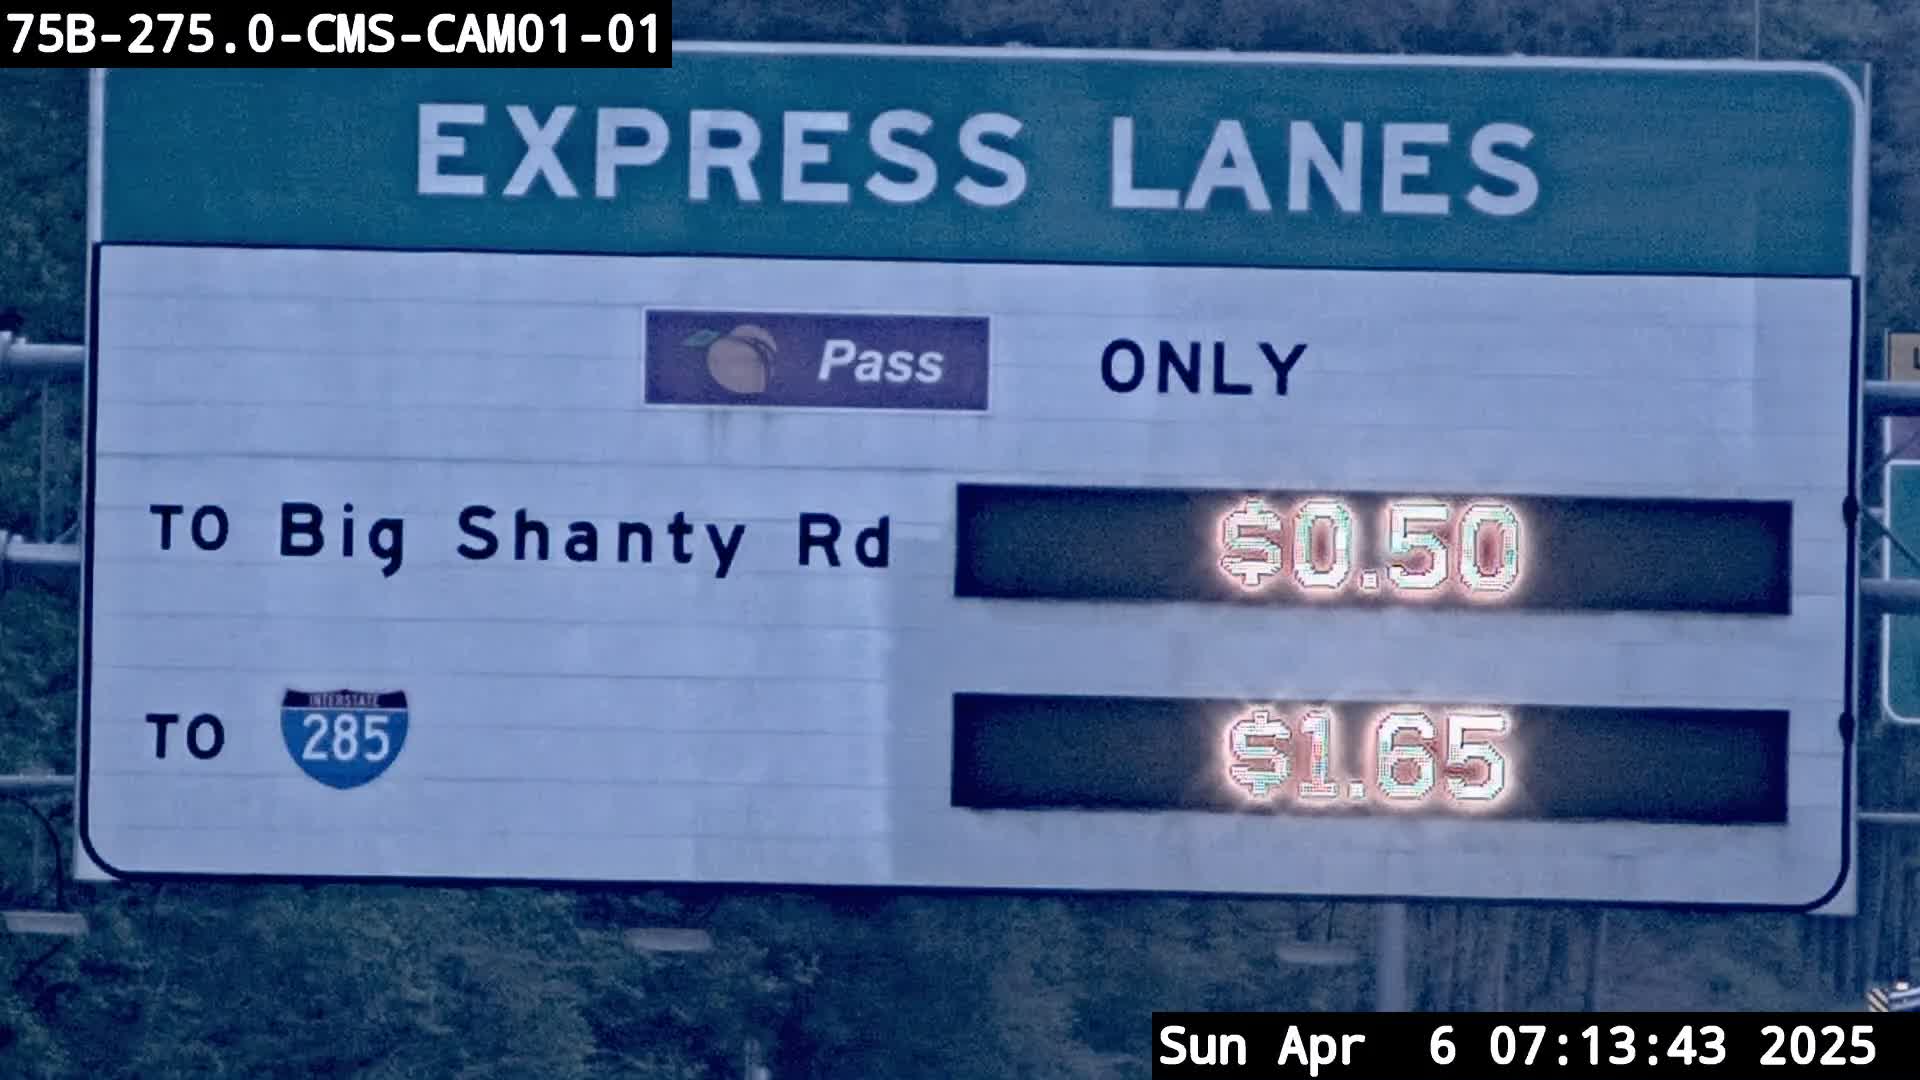 75B-275.0-CMS-CAM01-01
EXPRESS LANES
Pass ONLY
TO Big Shanty Rd $0.50
INTERSTATE
TO 285 $1.65
Sun Apr 6 07:13:43 2025